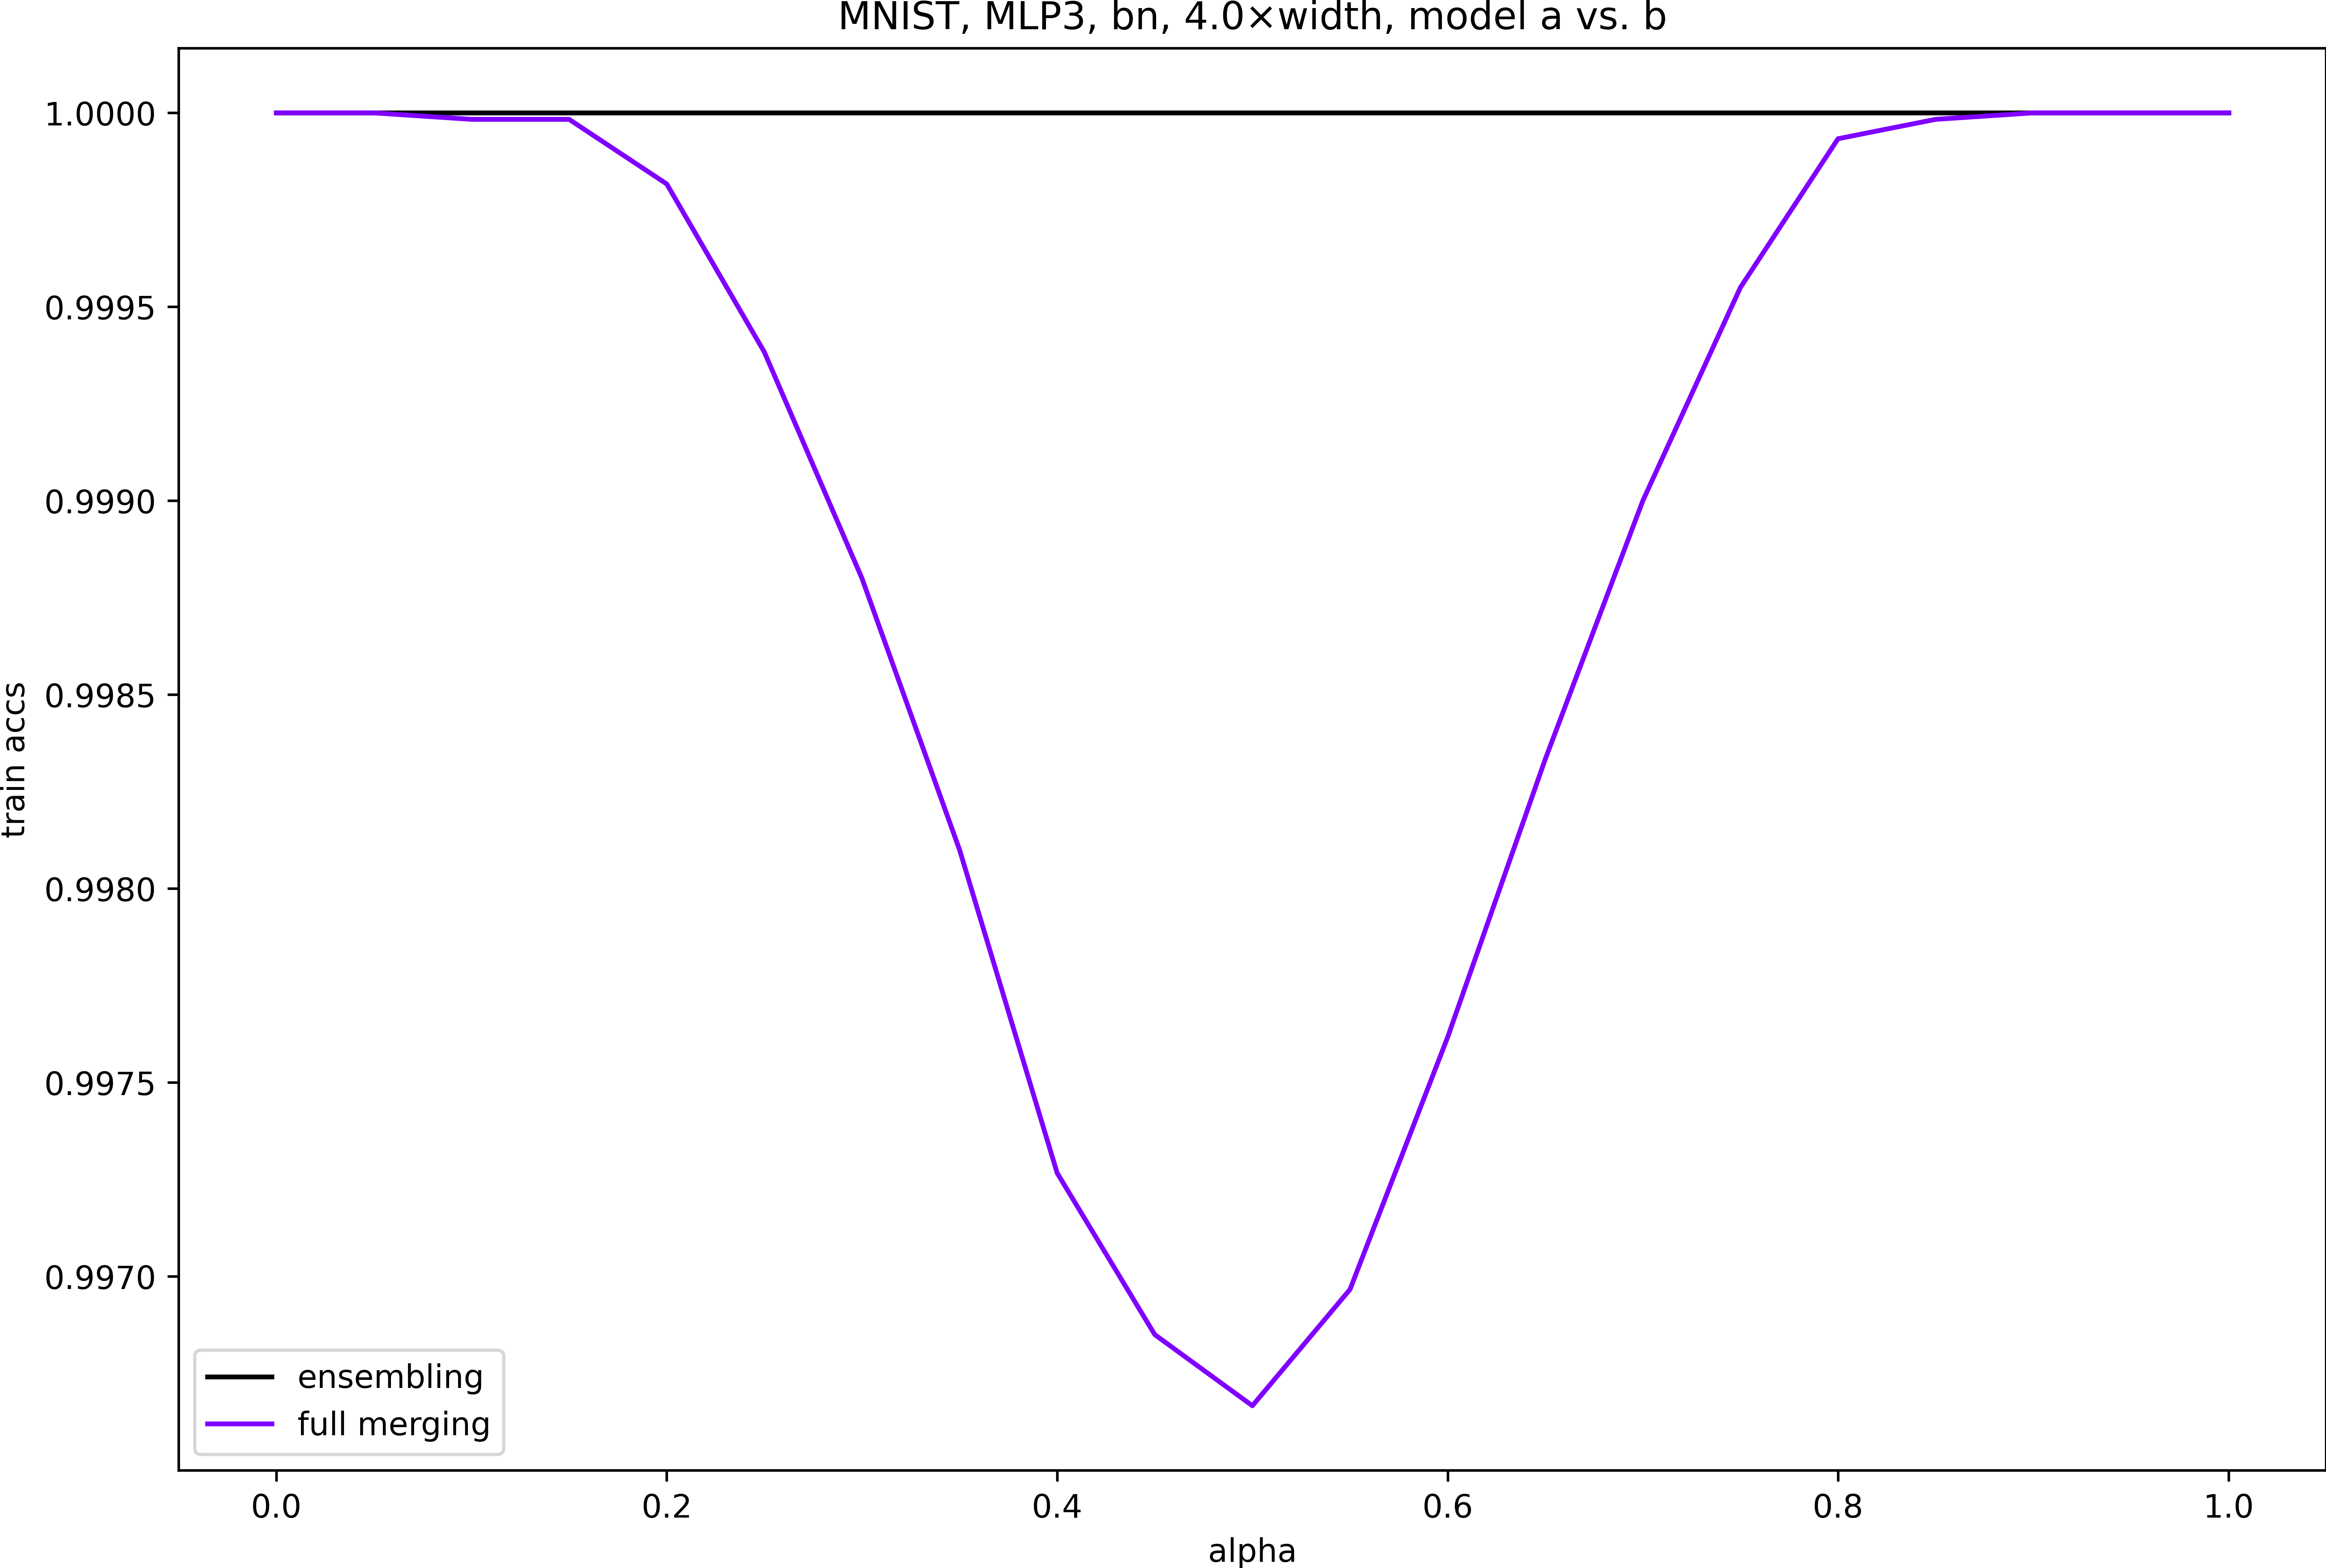 MNIST, MLP3, bn, 4.0×width, model a vs. b
train accs
1.0000
0.9995
0.9990
0.9985
0.9980
0.9975
0.9970
ensembling
full merging
0.0
0.2
0.4
0.6
0.8
1.0
alpha